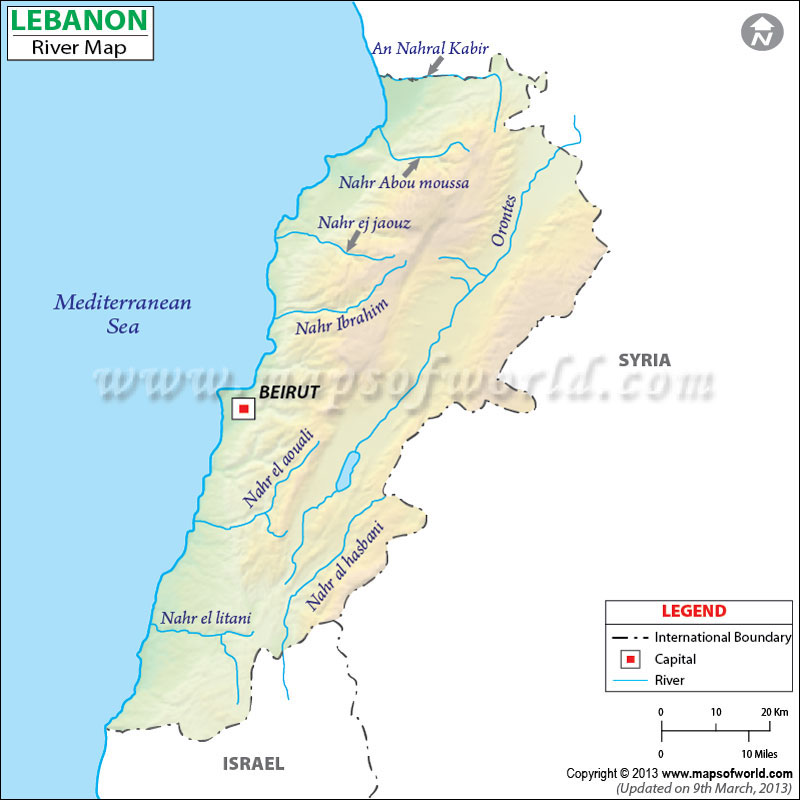 LEBANON
River Map
N
An Nahral Kabir
Nahr Abou moussa
Orontes
Nahr ej jaouz
Mediterranean
Sea
Nahr Ibrahim
SYRIA
www.mapsofworld.com
BEIRUT
Nahr el aouali
Nahr al hasbani
Nahr el litani
LEGEND
International Boundary
Capital
River
0 10 20 Km
0 10 Miles
ISRAEL
Copyright © 2013 www.mapsofworld.com
(Updated on 9th March, 2013)